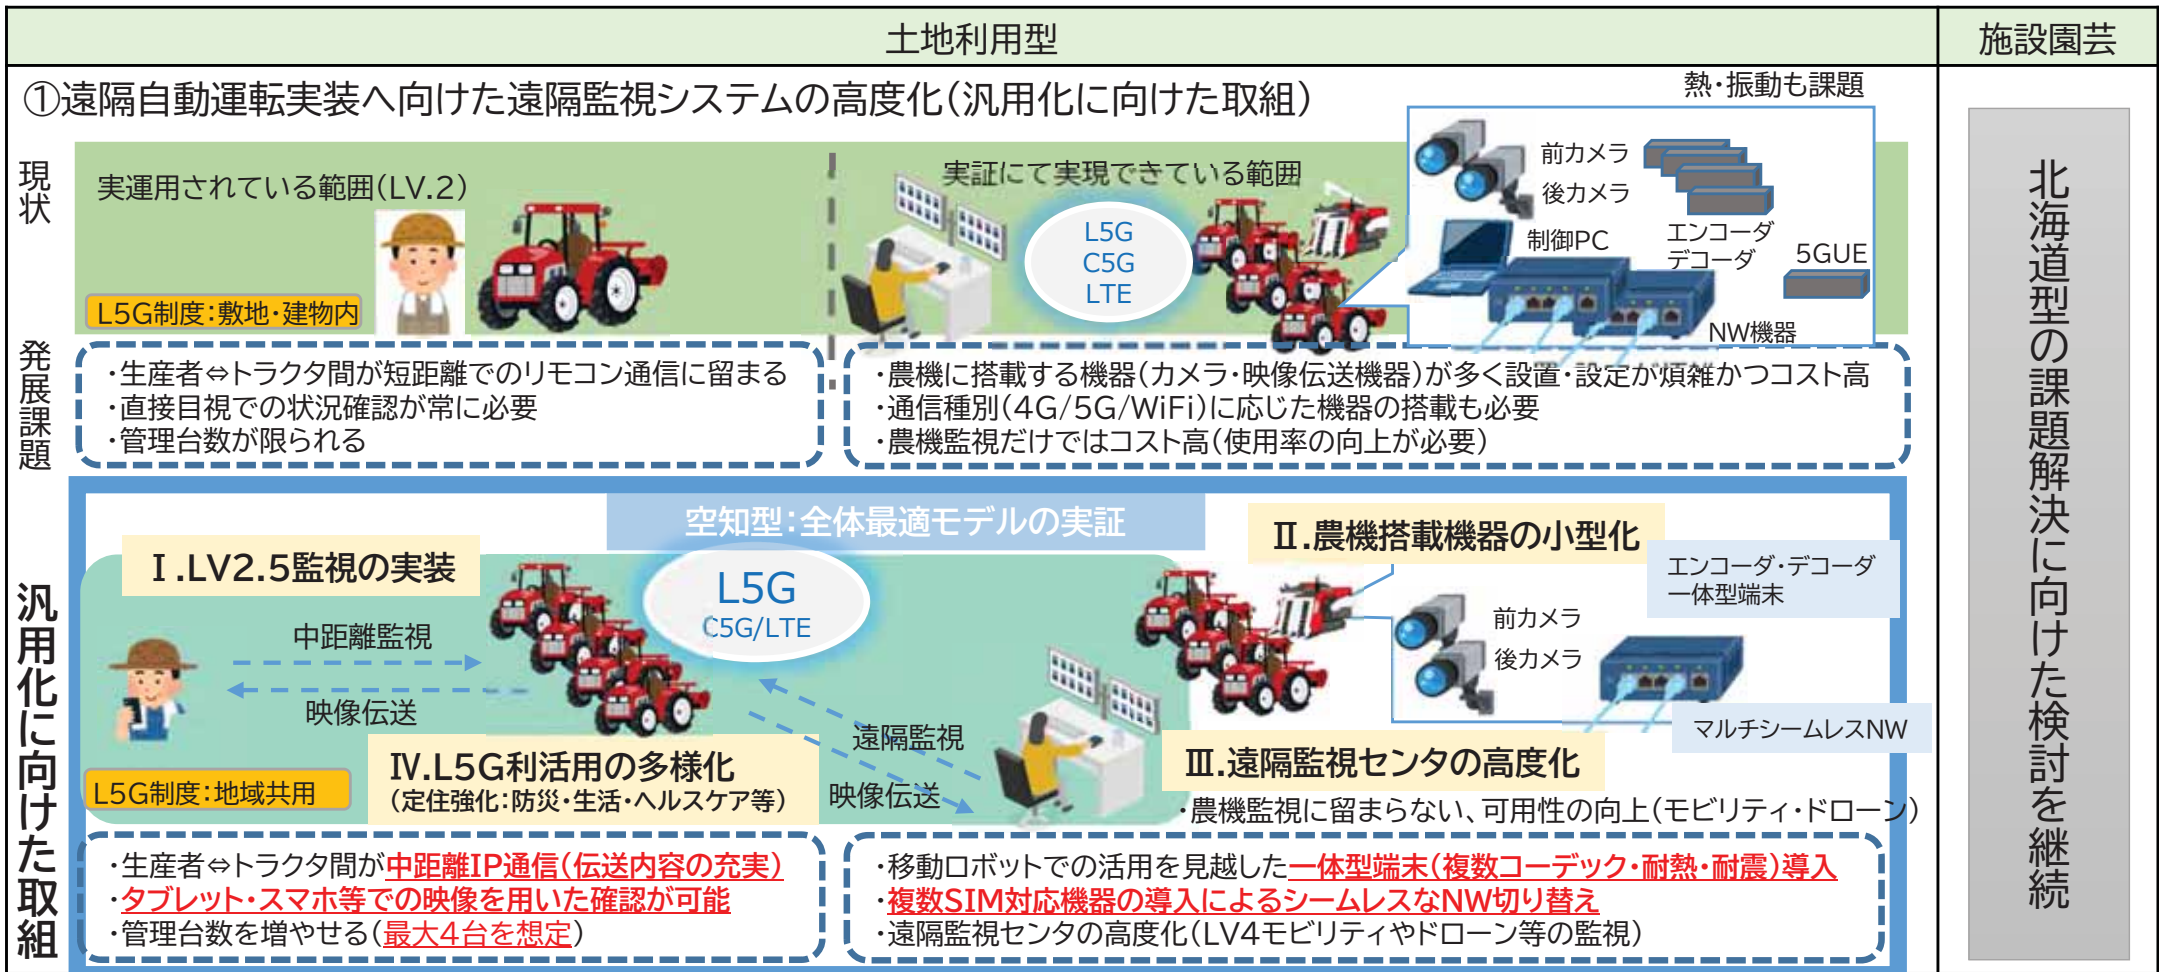 土地利用型
施設園芸
①遠隔自動運転実装へ向けた遠隔監視システムの高度化(汎用化に向けた取組)
熱・振動も課題
現状
実運用されている範囲(LV.2)
L5G制度:敷地・建物内
実証にて実現できている範囲
L5G
C5G
LTE
前カメラ
後カメラ
制御PC
エンコーダ
デコーダ
5GUE
NW機器
発展課題
・生産者⇔トラクタ間が短距離でのリモコン通信に留まる
・直接目視での状況確認が常に必要
・管理台数が限られる
・農機に搭載する機器(カメラ・映像伝送機器)が多く設置・設定が煩雑かつコスト高
・通信種別(4G/5G/WiFi)に応じた機器の搭載も必要
・農機監視だけではコスト高(使用率の向上が必要)
汎用化に向けた取組
空知型:全体最適モデルの実証
Ⅰ.LV2.5監視の実装
中距離監視
映像伝送
L5G制度:地域共用
L5G
C5G/LTE
Ⅳ.L5G利活用の多様化
(定住強化:防災・生活・ヘルスケア等)
遠隔監視
映像伝送
Ⅱ.農機搭載機器の小型化
エンコーダ・デコーダ
一体型端末
前カメラ
後カメラ
マルチシームレスNW
Ⅲ.遠隔監視センタの高度化
・農機監視に留まらない、可用性の向上(モビリティ・ドローン)
・生産者⇔トラクタ間が中距離IP通信(伝送内容の充実)
・タブレット・スマホ等での映像を用いた確認が可能
・管理台数を増やせる(最大4台を想定)
・移動ロボットでの活用を見越した一体型端末(複数コーデック・耐熱・耐震)導入
・複数SIM対応機器の導入によるシームレスなNW切り替え
・遠隔監視センタの高度化(LV4モビリティやドローン等の監視)
北海道型の課題解決に向けた検討を継続